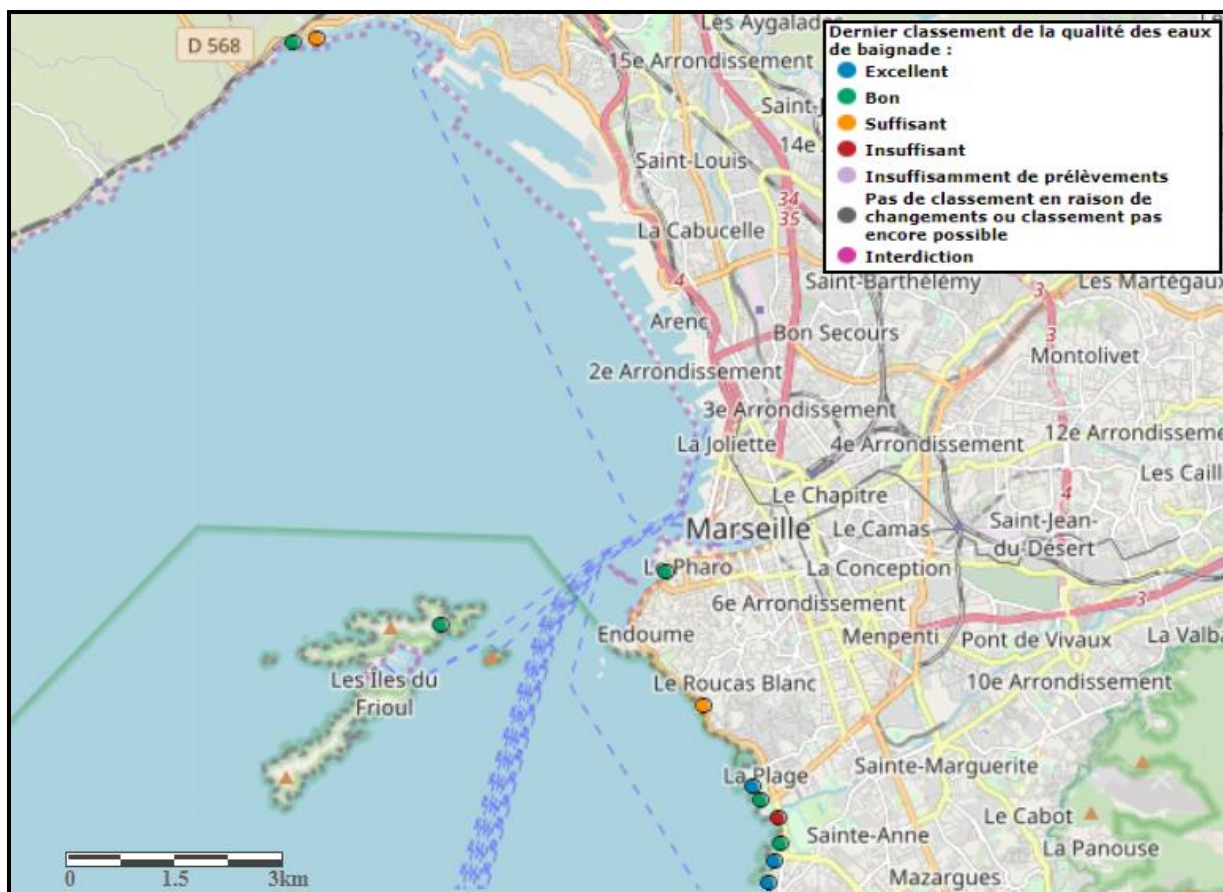 Les Aygalades
D 568
15e Arrondissement
14e
Saint-Louis
34
35
La Cabucelle
4
Saint-Barthélémy
3
Les Martégaux
Arenc
Bon Secours
3
Montolivet
2e Arrondissement
3e Arrondissement
La Joliette
4e Arrondissement
12e Arrondisseme
Les Caill
4
Le Chapitre
Marseille
Le Camas
Saint-Jean-
du-Désert
Le Pharo
La Conception
6e Arrondissement
3
Endoume
Menpenti
Pont de Vivaux
La Valba
Les Îles du
Frioul
Le Roucas Blanc
10e Arrondissement
La Plage
Sainte-Marguerite
Le Cabot
Sainte-Anne
La Panouse
Mazargues
0 1.5 3km
Dernier classement de la qualité des eaux
de baignade :
Excellent
Bon
Suffisant
Insuffisant
Insuffisamment de prélèvements
Pas de classement en raison de
changements ou classement pas
encore possible
Interdiction